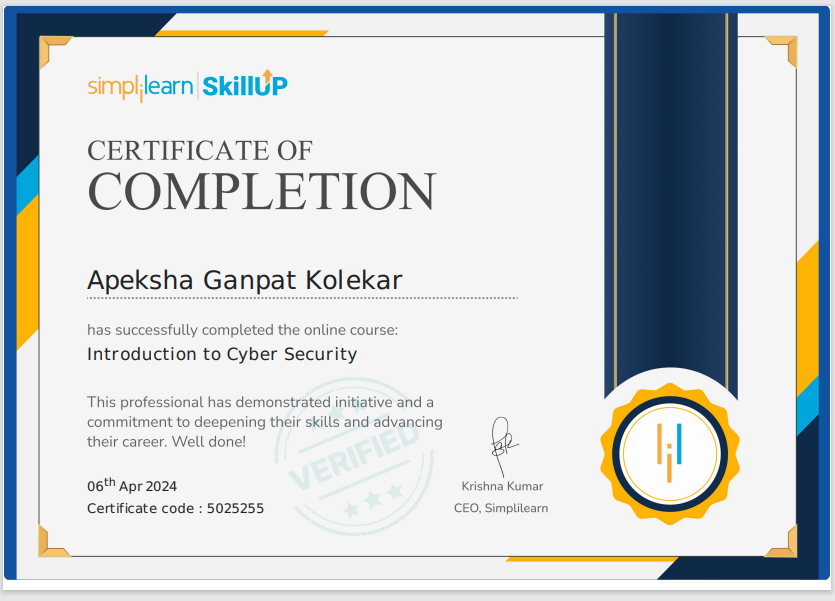 simplilearn | SkillUP
CERTIFICATE OF
COMPLETION
Apeksha Ganpat Kolekar
has successfully completed the online course:
Introduction to Cyber Security
This professional has demonstrated initiative and a
commitment to deepening their skills and advancing
their career. Well done!
VERIFIED
06th Apr 2024
Certificate code : 5025255
Krishna Kumar
CEO, Simplilearn